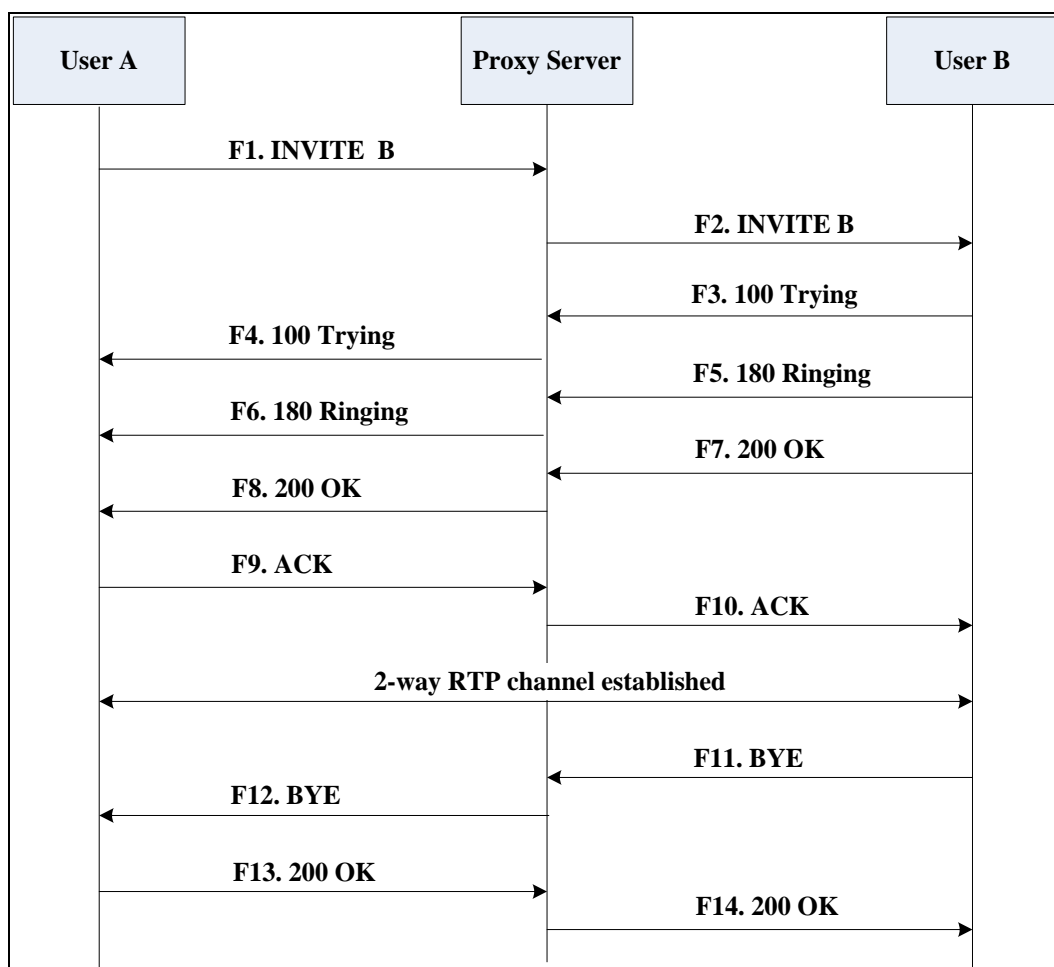 User A
Proxy Server
User B
F1. INVITE B
F2. INVITE B
F3. 100 Trying
F4. 100 Trying
F5. 180 Ringing
F6. 180 Ringing
F7. 200 OK
F8. 200 OK
F9. ACK
F10. ACK
2-way RTP channel established
F11. BYE
F12. BYE
F13. 200 OK
F14. 200 OK